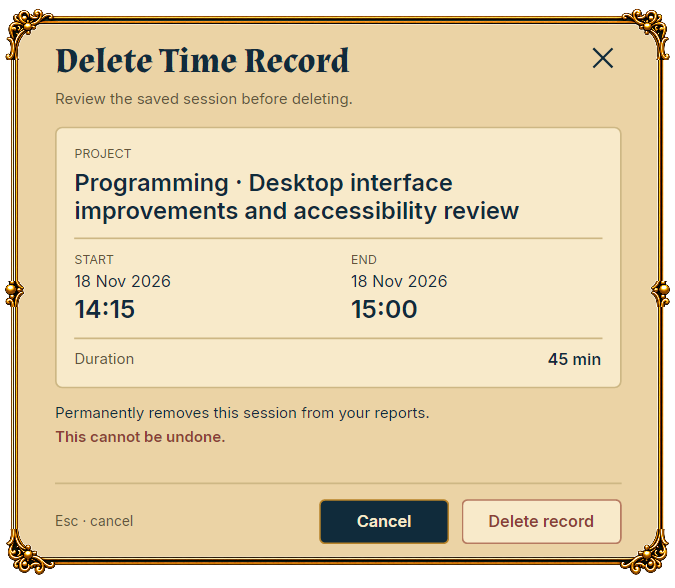 Delete Time Record
Review the saved session before deleting.
PROJECT
Programming · Desktop interface
improvements and accessibility review
START
18 Nov 2026
14:15
END
18 Nov 2026
15:00
Duration
45 min
Permanently removes this session from your reports.
This cannot be undone.
Esc · cancel
Cancel
Delete record